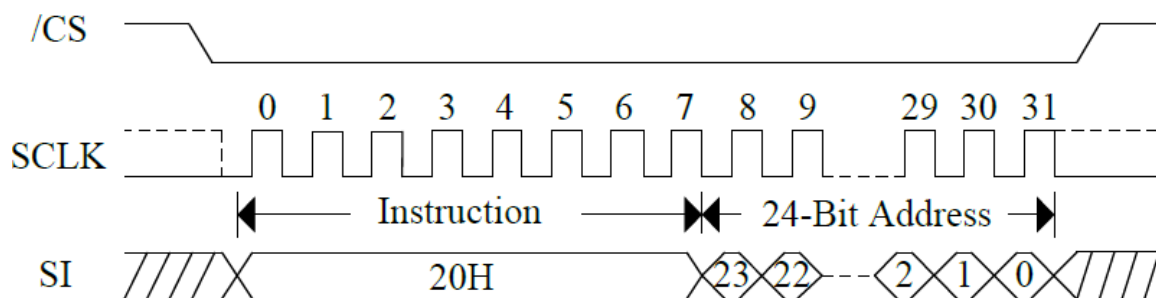 /CS
0 1 2 3 4 5 6 7 8 9 29 30 31
SCLK
Instruction 24-Bit Address
SI 20H 23 22 2 1 0